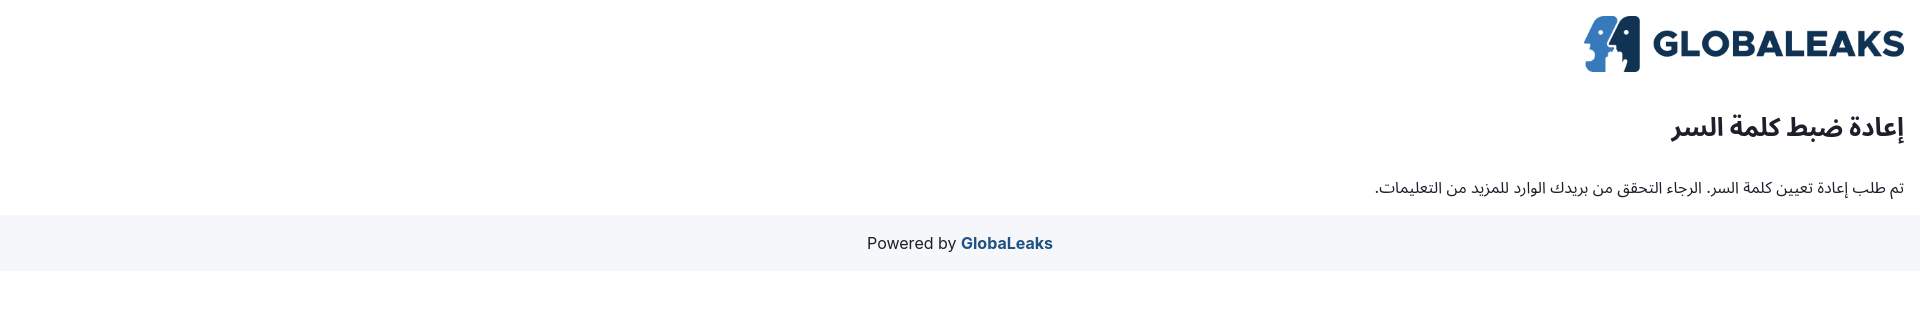 GLOBALEAKS
إعادة ضبط كلمة السر
تم طلب إعادة تعيين كلمة السر. الرجاء التحقق من بريدك الوارد للمزيد من التعليمات.
Powered by GlobaLeaks